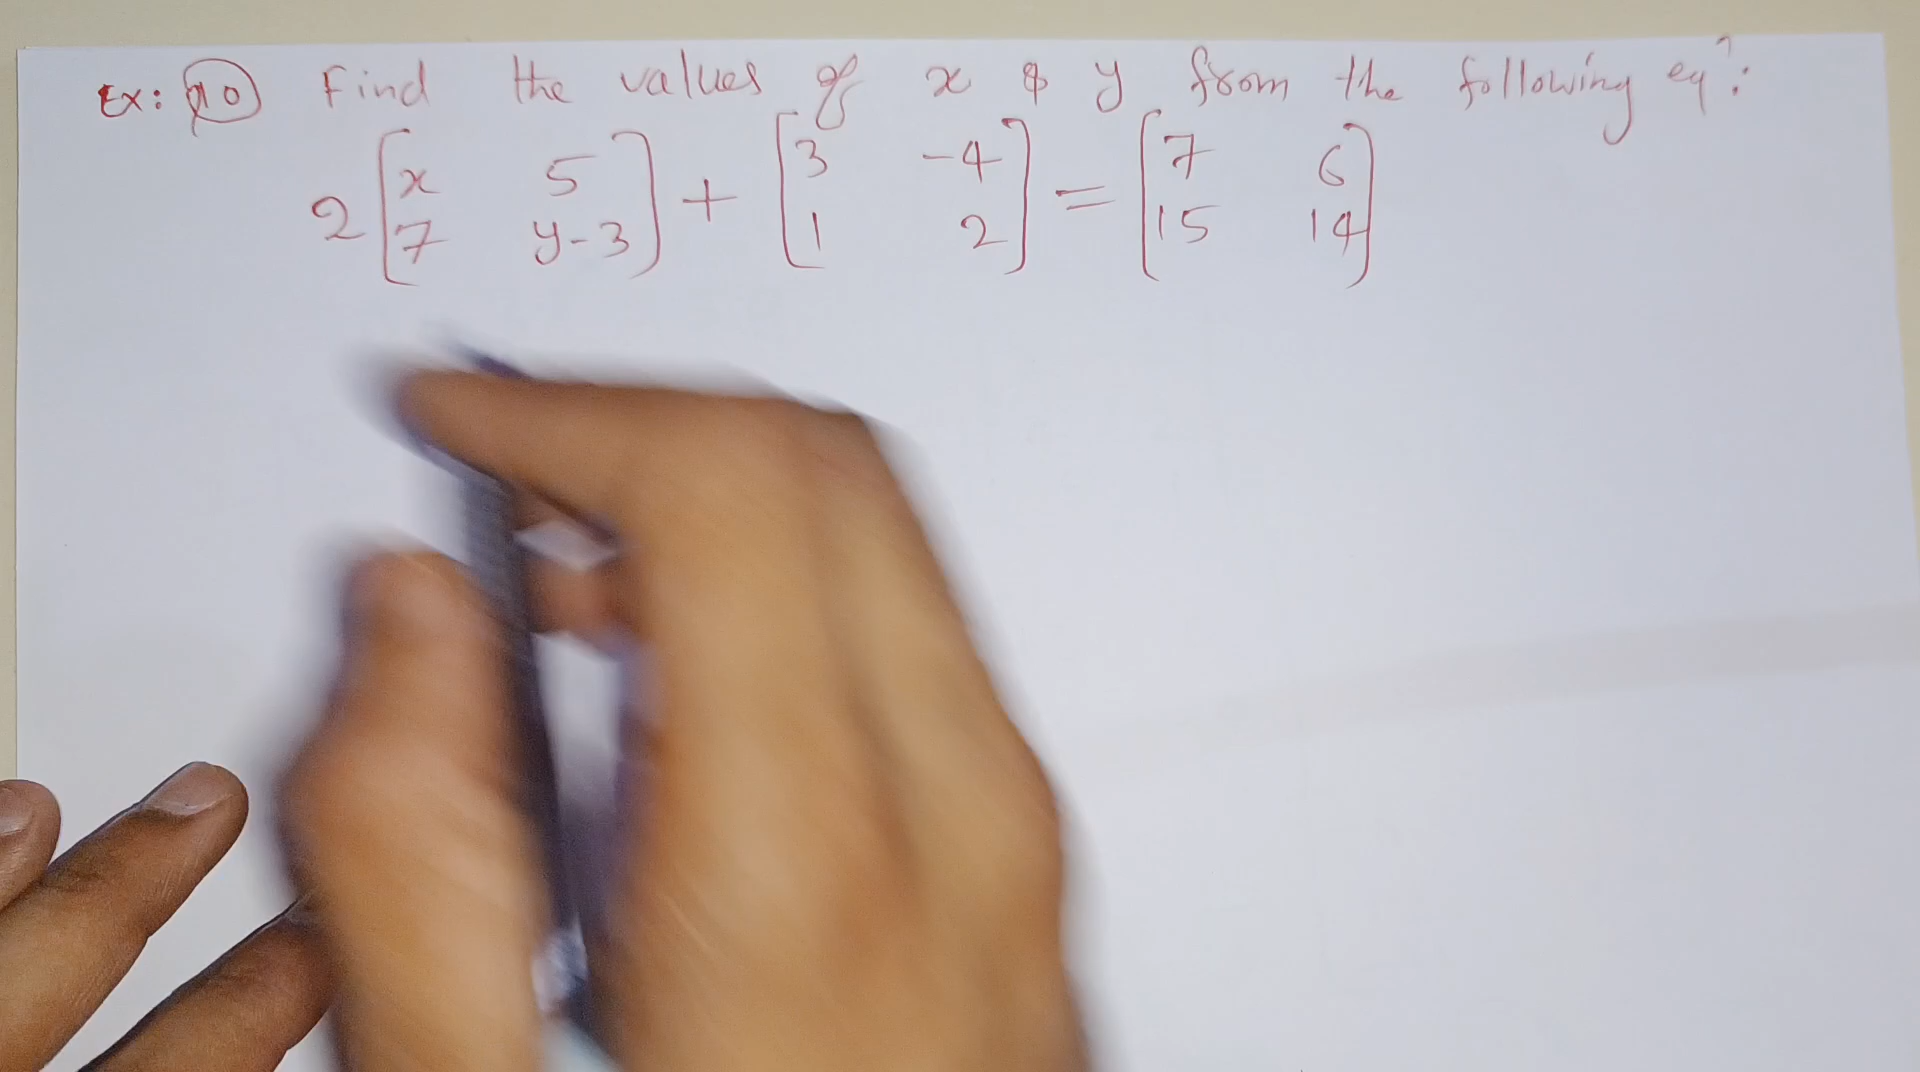 Ex: 10 Find the values of x & y from the following eqⁿ:
2 [x 5] + [3 -4] = [7 6]
[7 y-3] [1 2] [15 14]